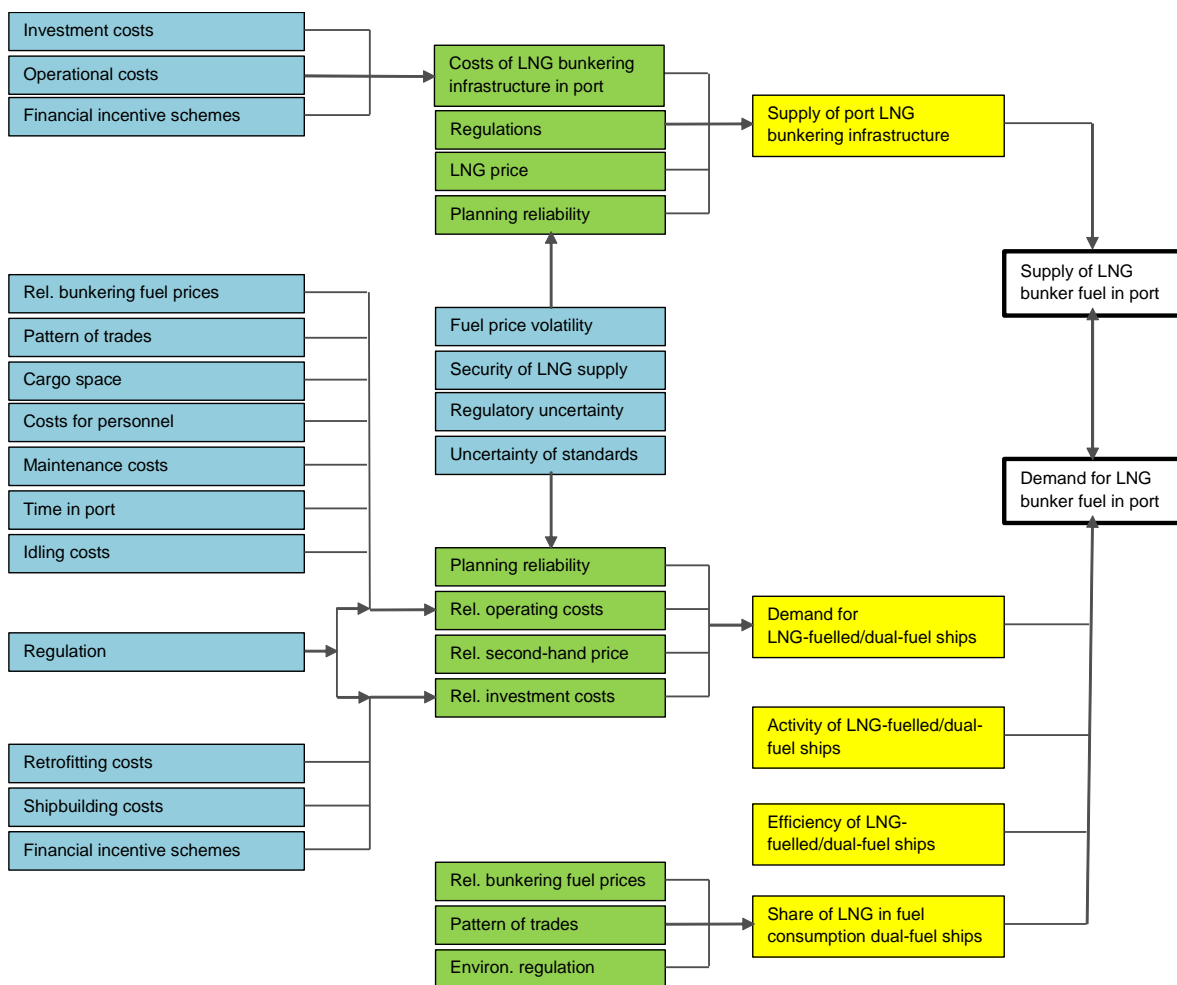 Investment costs
Operational costs
Financial incentive schemes
Costs of LNG bunkering
infrastructure in port
Regulations
LNG price
Planning reliability
Supply of port LNG
bunkering infrastructure
Supply of LNG
bunker fuel in port
Rel. bunkering fuel prices
Pattern of trades
Cargo space
Costs for personnel
Maintenance costs
Time in port
Idling costs
Fuel price volatility
Security of LNG supply
Regulatory uncertainty
Uncertainty of standards
Demand for LNG
bunker fuel in port
Regulation
Planning reliability
Rel. operating costs
Rel. second-hand price
Rel. investment costs
Demand for
LNG-fuelled/dual-fuel ships
Retrofitting costs
Shipbuilding costs
Financial incentive schemes
Activity of LNG-fuelled/dual-
fuel ships
Efficiency of LNG-
fuelled/dual-fuel ships
Rel. bunkering fuel prices
Pattern of trades
Environ. regulation
Share of LNG in fuel
consumption dual-fuel ships